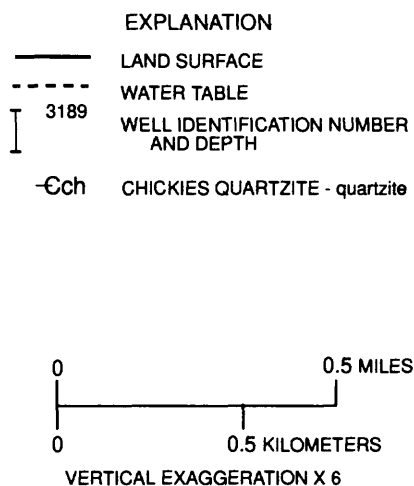 EXPLANATION
LAND SURFACE
WATER TABLE
3189
WELL IDENTIFICATION NUMBER
AND DEPTH
-Єch CHICKIES QUARTZITE - quartzite
0 0.5 MILES
0 0.5 KILOMETERS
VERTICAL EXAGGERATION X 6